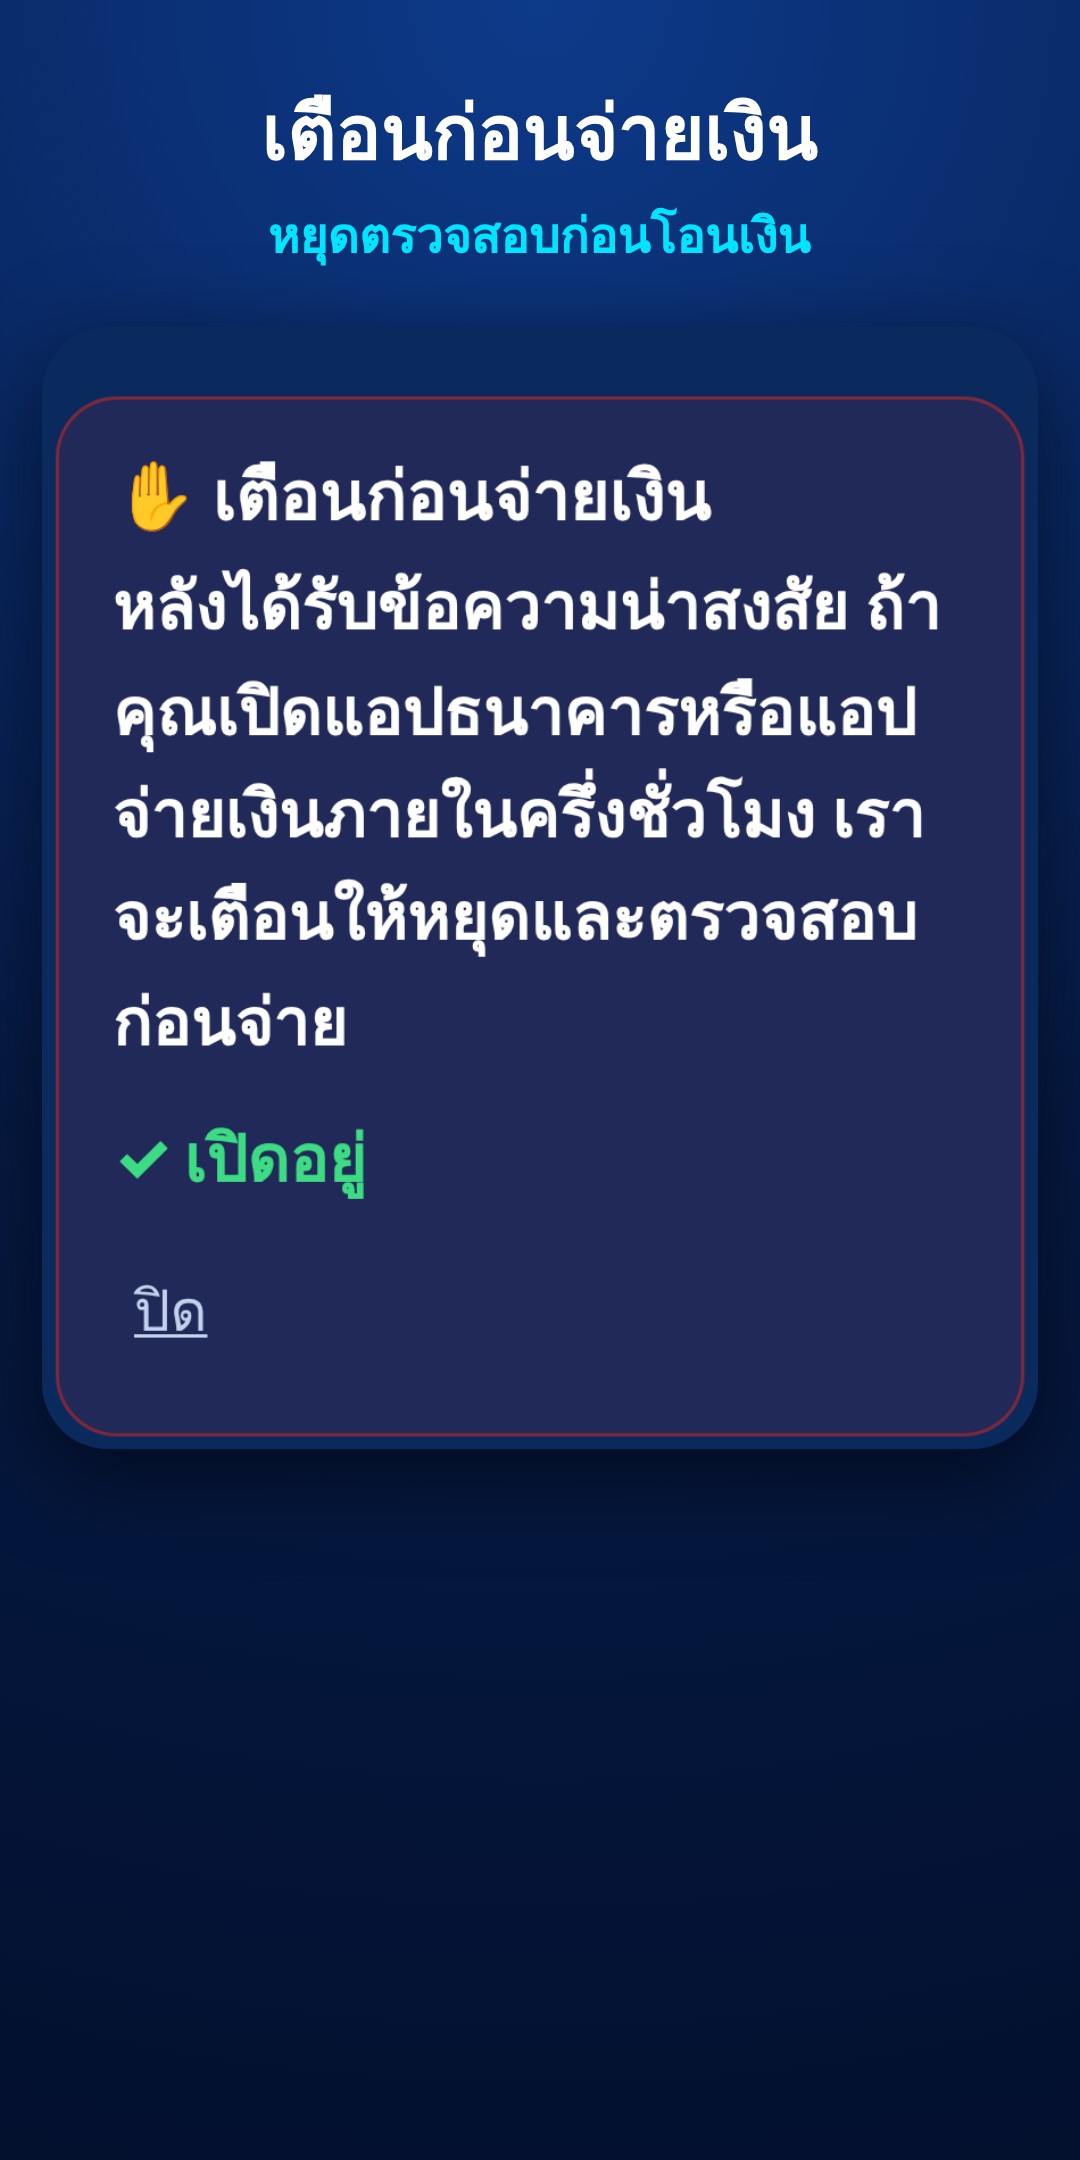 เตือนก่อนจ่ายเงิน
หยุดตรวจสอบก่อนโอนเงิน
✋ เตือนก่อนจ่ายเงิน
หลังได้รับข้อความน่าสงสัย ถ้า
คุณเปิดแอปธนาคารหรือแอป
จ่ายเงินภายในครึ่งชั่วโมง เรา
จะเตือนให้หยุดและตรวจสอบ
ก่อนจ่าย
✓ เปิดอยู่
ปิด